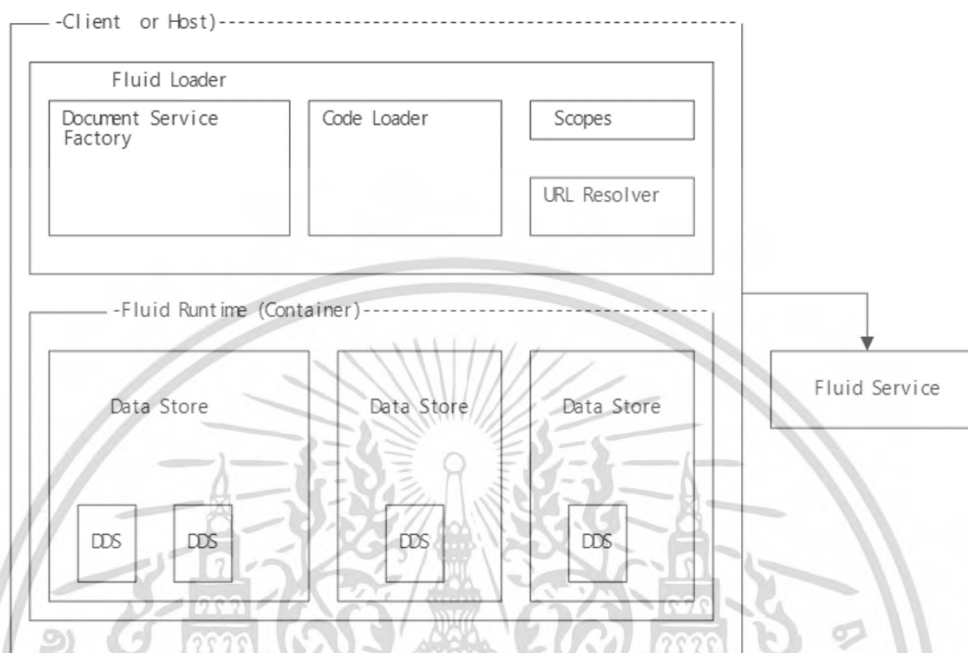 -Client or Host)
Fluid Loader
Document Service
Factory
Code Loader
Scopes
URL Resolver
-Fluid Runtime (Container)
Fluid Service
Data Store
Data Store
Data Store
DDS
DDS
DDS
DDS